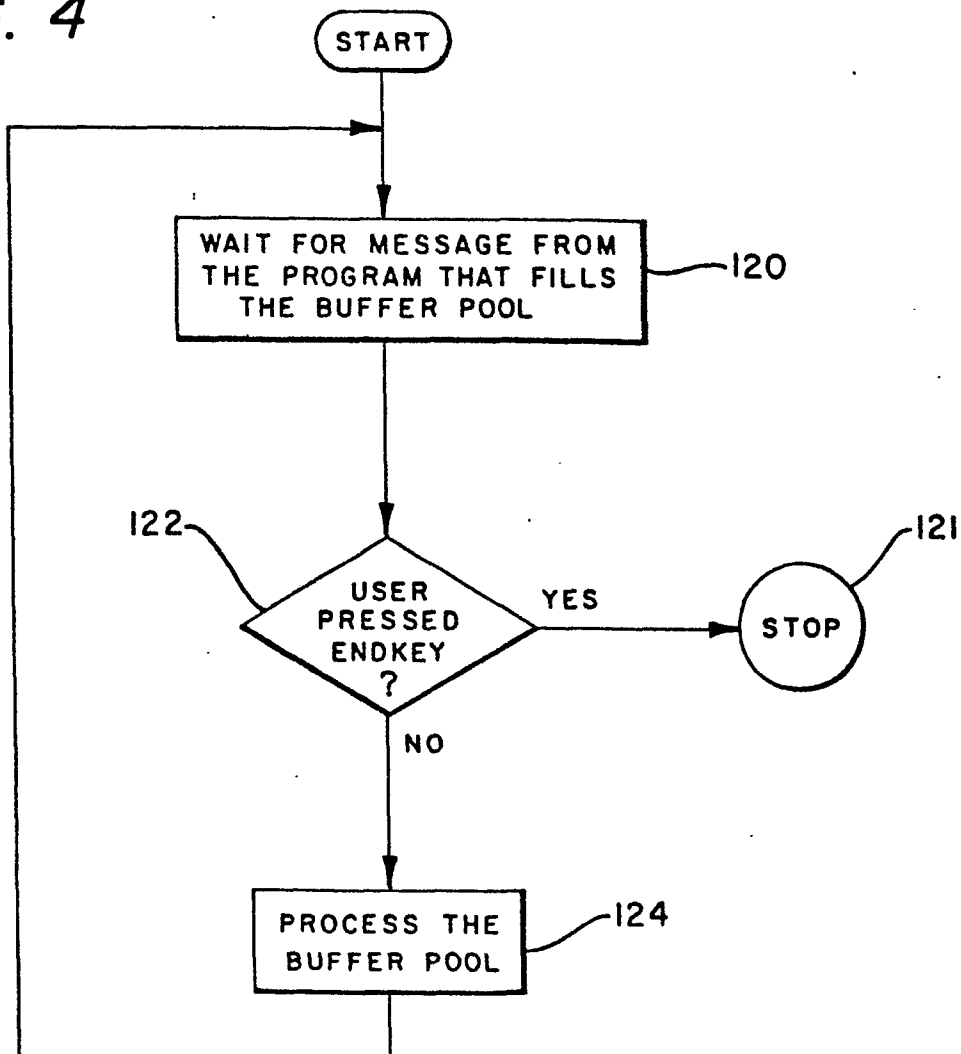 . 4
START
WAIT FOR MESSAGE FROM
THE PROGRAM THAT FILLS
THE BUFFER POOL
120
122
121
USER
PRESSED
ENDKEY
?
YES
STOP
NO
PROCESS THE
BUFFER POOL
124